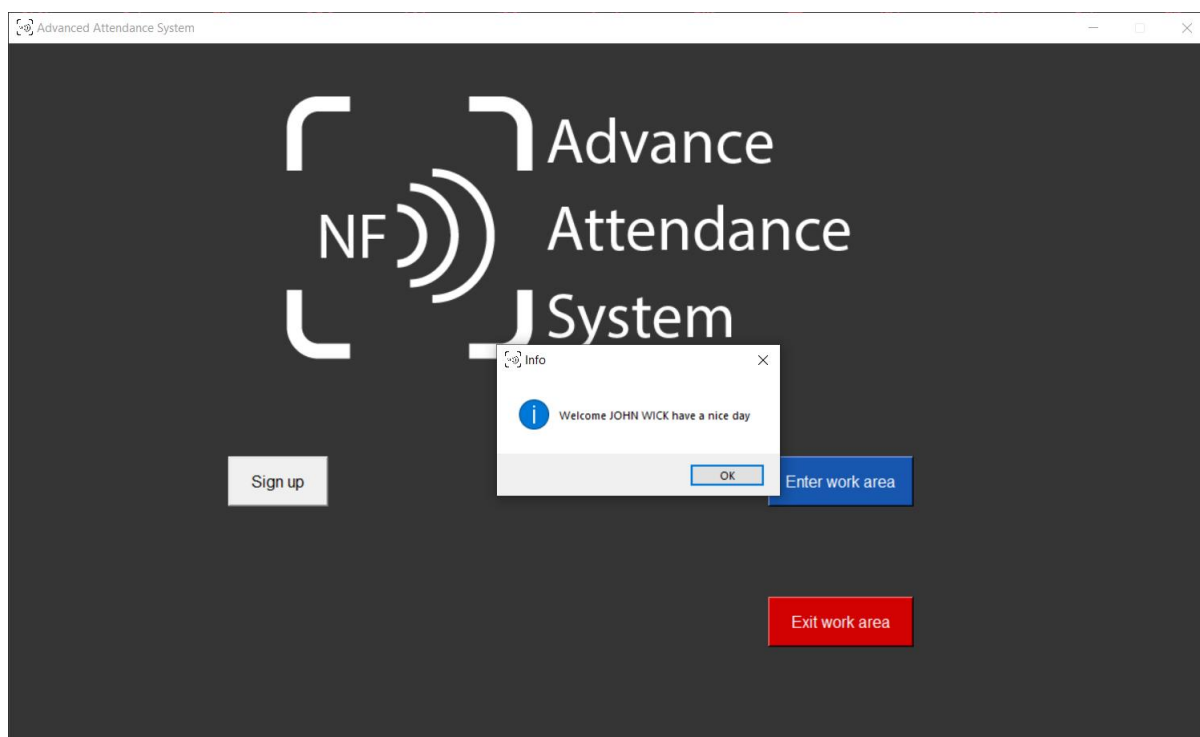 Advanced Attendance System
Advance
Attendance
NF
System
Info
Welcome JOHN WICK have a nice day
OK
Sign up
Enter work area
Exit work area